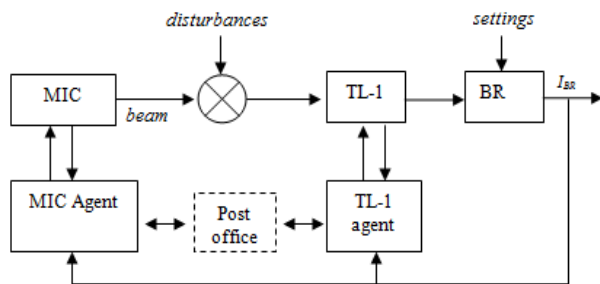 disturbances
settings
MIC
beam
TL-1
BR
I_BR
MIC Agent
Post
office
TL-1
agent